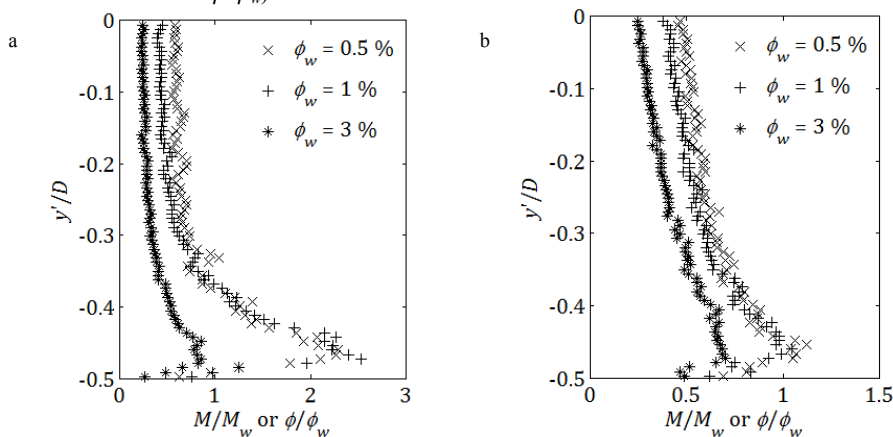 a
0
-0.1
-0.2
-0.3
-0.4
-0.5
y'/D
× ϕ_w = 0.5 %
+ ϕ_w = 1 %
* ϕ_w = 3 %
0 1 2 3
M/M_w or ϕ/ϕ_w
b
0
-0.1
-0.2
-0.3
-0.4
-0.5
y'/D
× ϕ_w = 0.5 %
+ ϕ_w = 1 %
* ϕ_w = 3 %
0 0.5 1 1.5
M/M_w or ϕ/ϕ_w